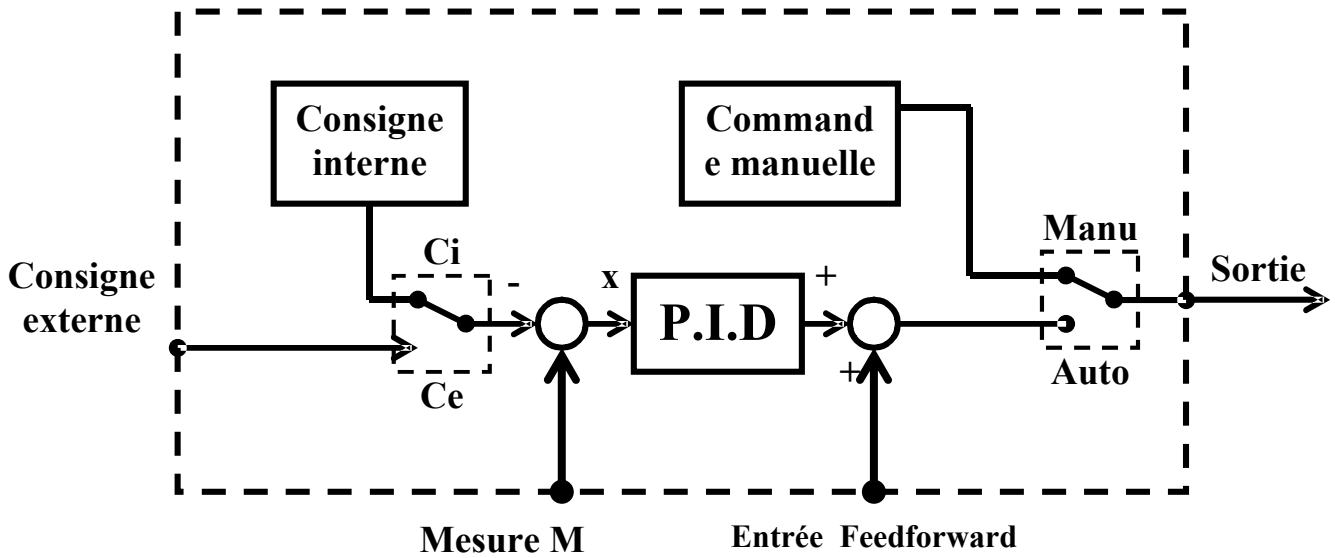 Consigne
interne
Command
e manuelle
Consigne
externe
Ci
-
x
+
Manu
Sortie
P.I.D
+
Ce
Auto
Mesure M
Entrée Feedforward